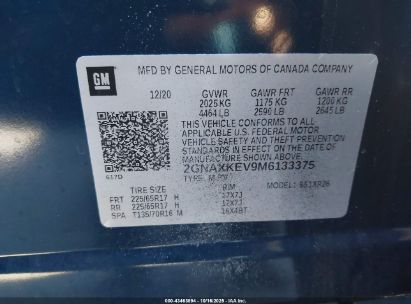 GM
MFD BY GENERAL MOTORS OF CANADA COMPANY
12/20 GVWR GAWR FRT GAWR RR
2025 KG 1175 KG 1200 KG
4464 LB 2590 LB 2645 LB
THIS VEHICLE CONFORMS TO ALL
APPLICABLE U.S. FEDERAL MOTOR
VEHICLE SAFETY AND THEFT PREVENTION
STANDARDS IN EFFECT ON THE DATE OF
MANUFACTURE SHOWN ABOVE.
2GNAXKEV9M6133375
617D TYPE:
TIRE SIZE RIM MODEL:
FRT 225/65R17 H 17X7J
RR 225/65R17 H 17X7J
SPA T135/70R16 M 16X4BT